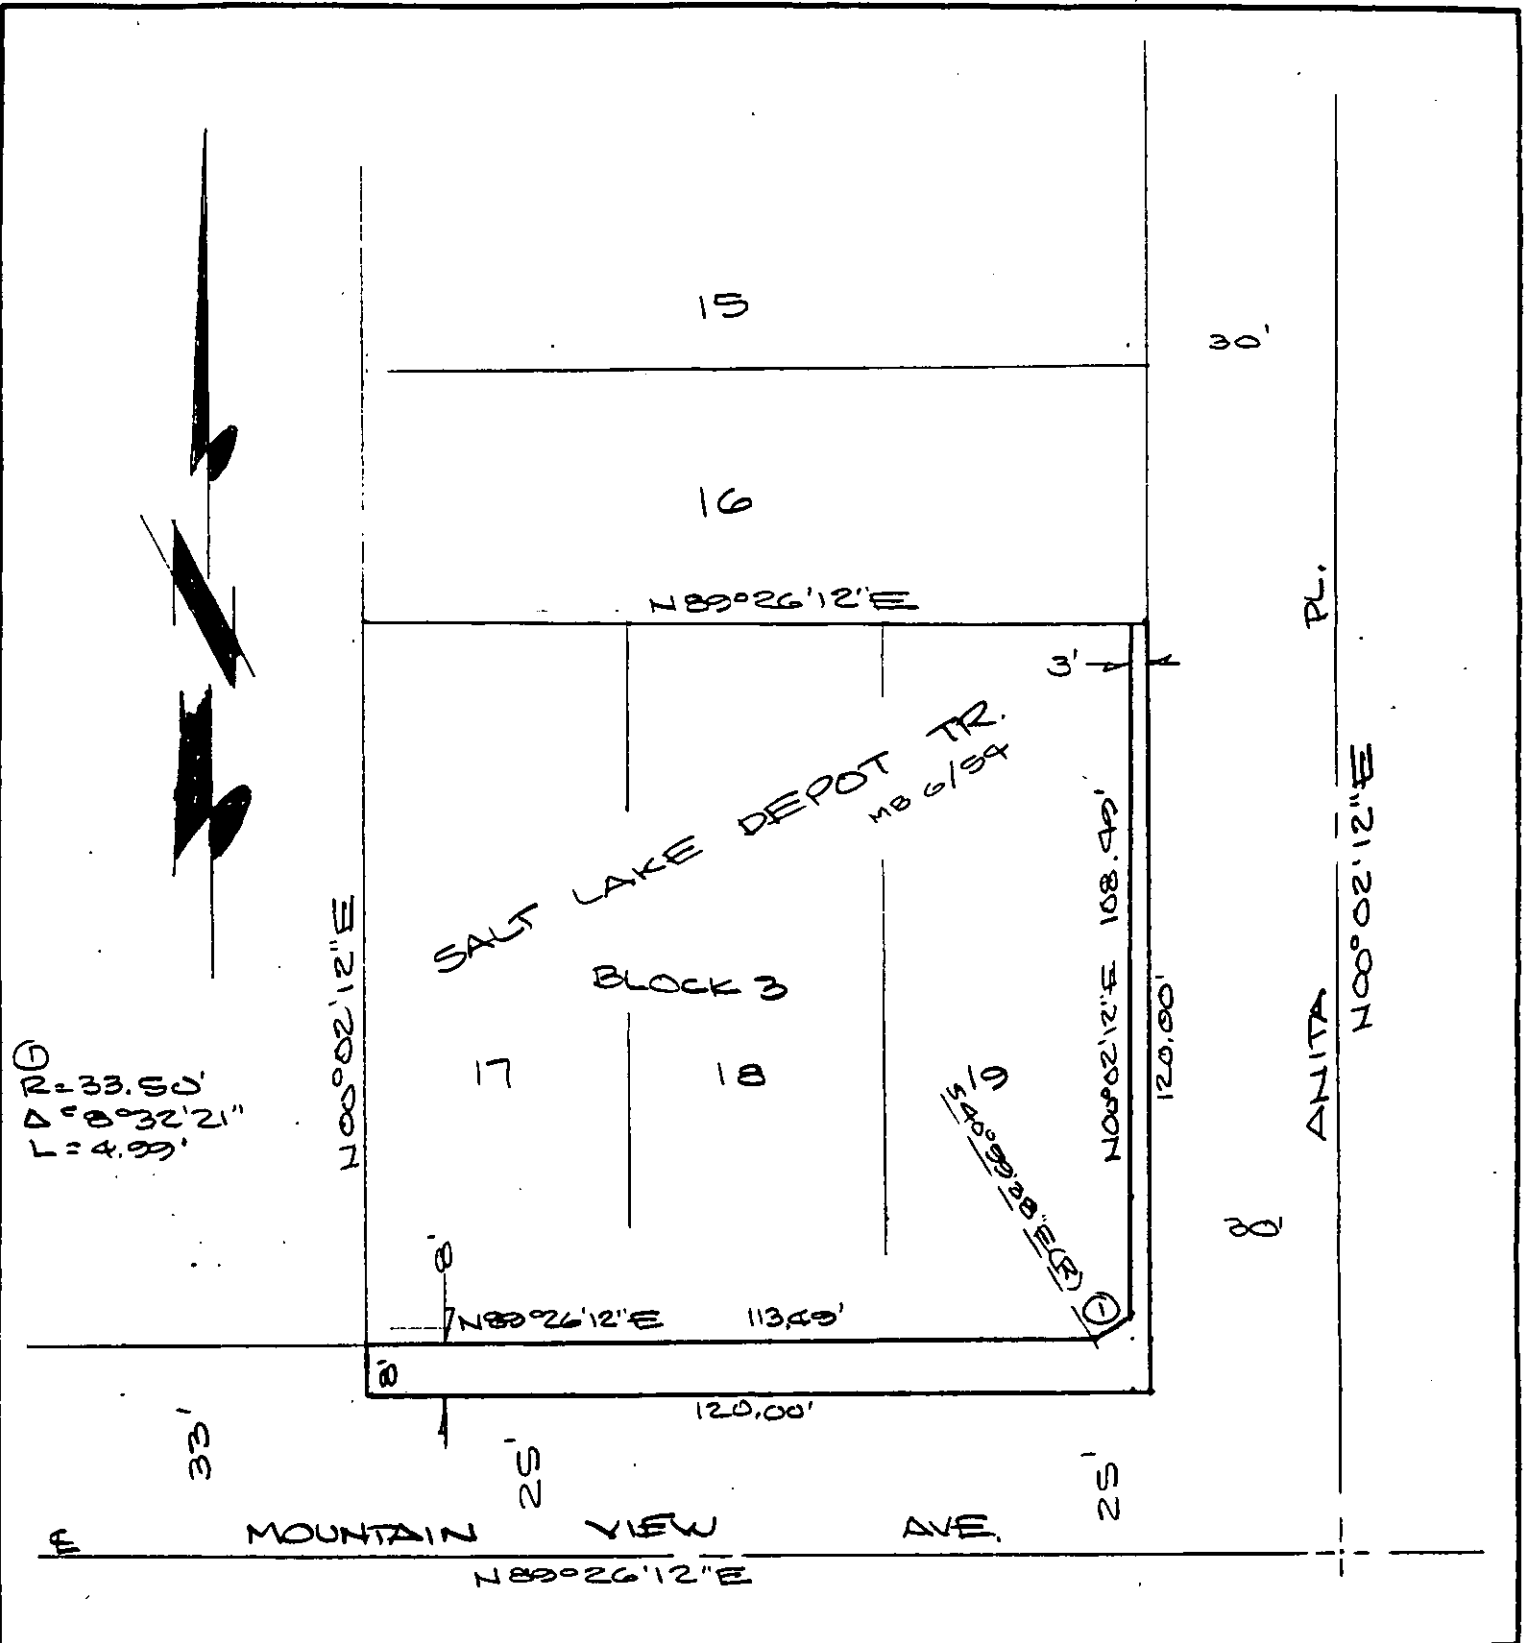 15
30'
16
N89°26'12"E
3'
PL.
SALT LAKE DEPOT TR.
MB 6/54
N00°02'12"E 108.49'
N00°02'12"E
N00°02'12"E
BLOCK 3
120.00'
ANITA
1
R=33.50'
Δ=8°32'21"
L=4.99'
17
18
19
30'
8'
1
N89°26'12"E 113.49'
8'
120.00'
33'
25'
25'
MOUNTAIN VIEW AVE.
N89°26'12"E